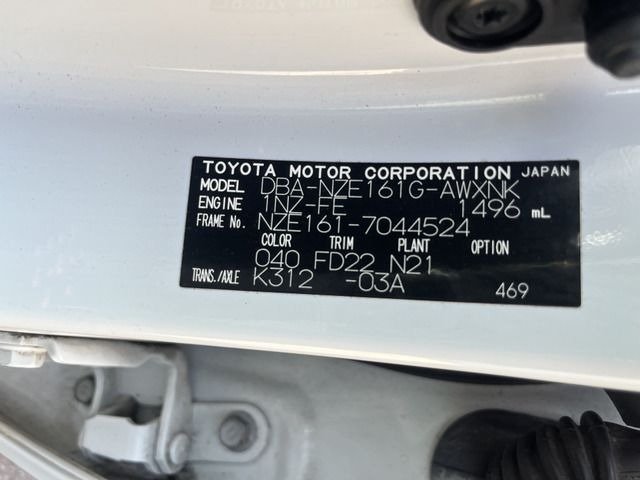 TOYOTA MOTOR CORPORATION JAPAN
MODEL DBA-NZE161G-AWXNK
ENGINE 1NZ-FE 1496 mL
FRAME No. NZE161-7044524
COLOR TRIM PLANT OPTION
040 FD22 N21
TRANS./AXLE K312 -03A 469